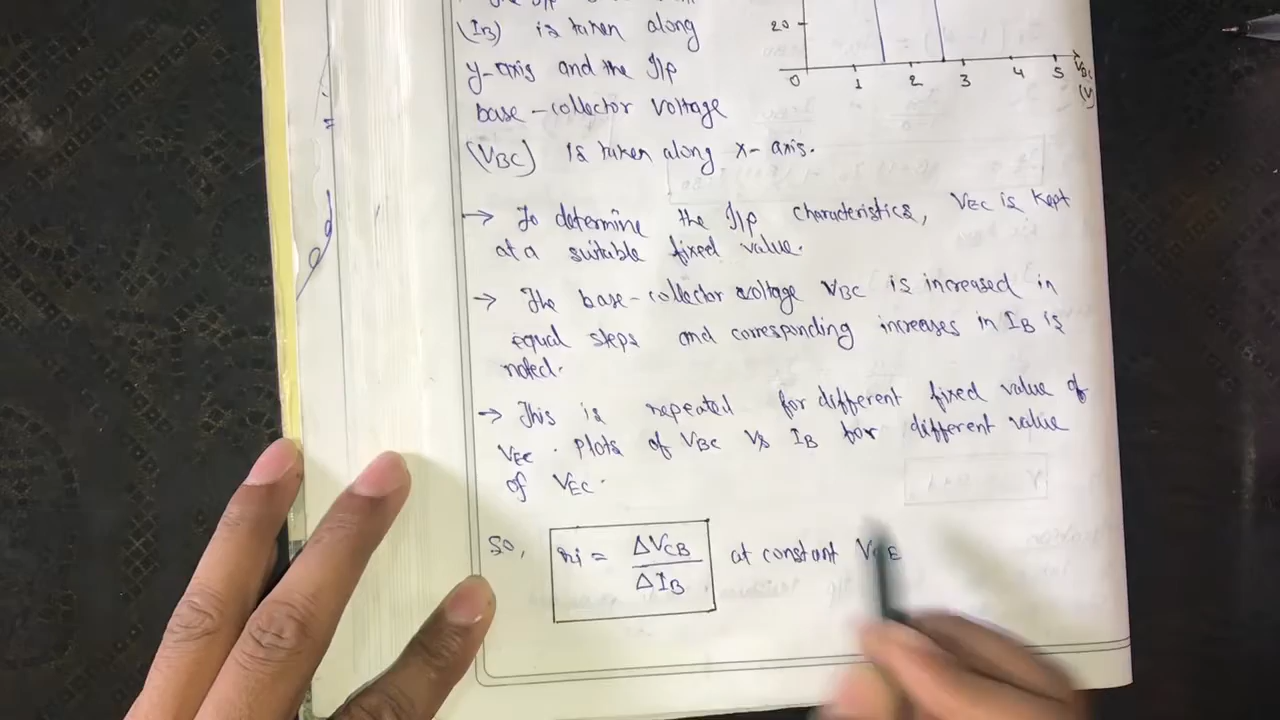 (IB) is taken along
y-axis and the I/p
base-collector Voltage
(VBC) is taken along x-axis.
20
0 1 2 3 4 5
VBC
(V)
→ To determine the I/p characteristics, VEC is kept
at a suitable fixed value.
→ The base-collector voltage VBC is increased in
equal steps and corresponding increases in IB is
noted.
→ This is repeated for different fixed value of
VEC. Plots of VBC Vs IB for different value
of VEC.
So, ri = ΔVCB / ΔIB at constant VCE